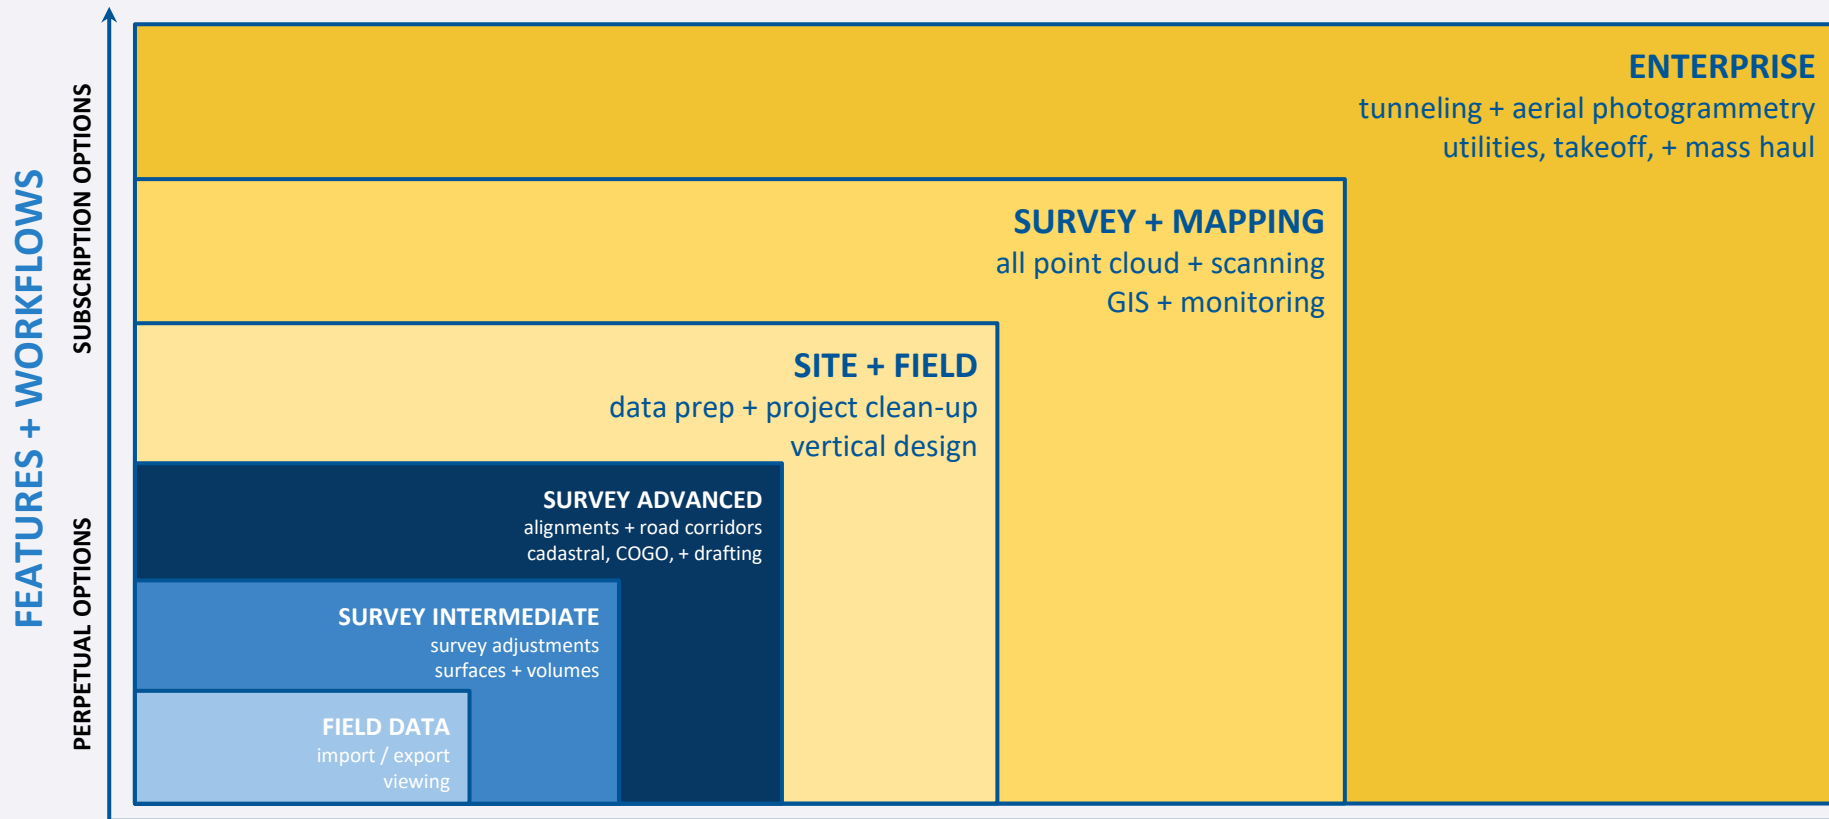 FEATURES + WORKFLOWS
SUBSCRIPTION OPTIONS
PERPETUAL OPTIONS
ENTERPRISE
tunneling + aerial photogrammetry
utilities, takeoff, + mass haul
SURVEY + MAPPING
all point cloud + scanning
GIS + monitoring
SITE + FIELD
data prep + project clean-up
vertical design
SURVEY ADVANCED
alignments + road corridors
cadastral, COGO, + drafting
SURVEY INTERMEDIATE
survey adjustments
surfaces + volumes
FIELD DATA
import / export
viewing